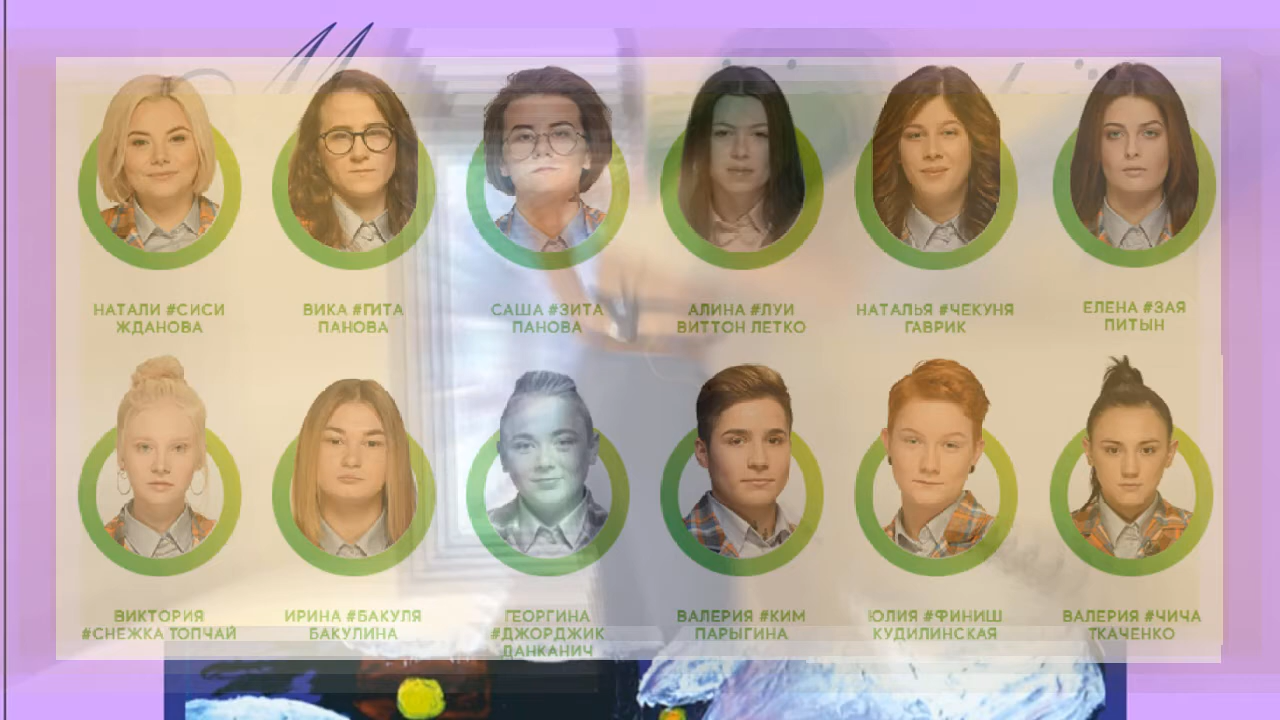 НАТАЛИ #СИСИ
ЖДАНОВА
ВИКА #ГИТА
ПАНОВА
САША #ЗИТА
ПАНОВА
АЛИНА #ЛУИ
ВИТТОН ЛЕТКО
НАТАЛЬЯ #ЧЕКУНЯ
ГАВРИК
ЕЛЕНА #ЗАЯ
ПИТЫН
ВИКТОРИЯ
#СНЕЖКА ТОПЧАЙ
ИРИНА #БАКУЛЯ
БАКУЛИНА
ГЕОРГИНА
#ДЖОРДЖИК
ДАНКАНИЧ
ВАЛЕРИЯ #КИМ
ПАРЫГИНА
ЮЛИЯ #ФИНИШ
КУДИЛИНСКАЯ
ВАЛЕРИЯ #ЧИЧА
ТКАЧЕНКО